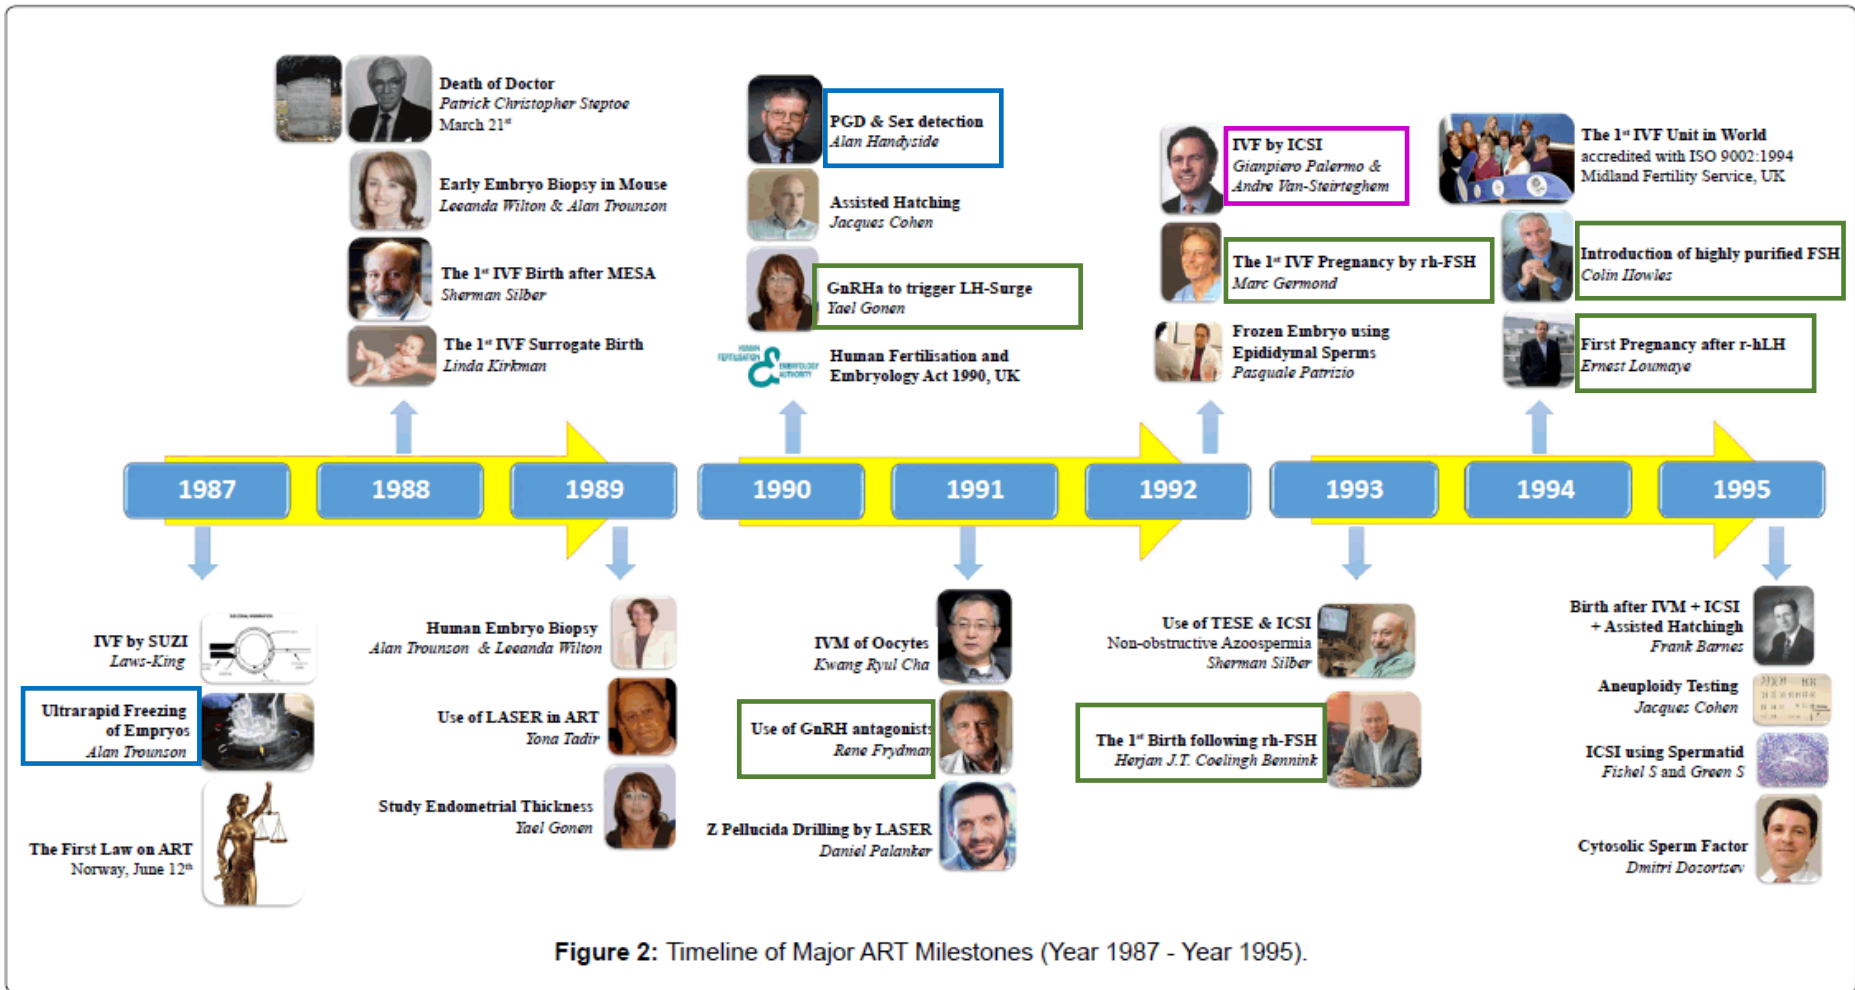 Death of Doctor
Patrick Christopher Steptoe
March 21st
Early Embryo Biopsy in Mouse
Leeanda Wilton & Alan Trounson
The 1st IVF Birth after MESA
Sherman Silber
The 1st IVF Surrogate Birth
Linda Kirkman
PGD & Sex detection
Alan Handyside
Assisted Hatching
Jacques Cohen
GnRHa to trigger LH-Surge
Yael Gonen
HUMAN
FERTILISATION &
EMBRYOLOGY
AUTHORITY
Human Fertilisation and
Embryology Act 1990, UK
IVF by ICSI
Gianpiero Palermo &
Andre Van-Steirteghem
The 1st IVF Pregnancy by rh-FSH
Marc Germond
Frozen Embryo using
Epididymal Sperms
Pasquale Patrizio
The 1st IVF Unit in World
accredited with ISO 9002:1994
Midland Fertility Service, UK
Introduction of highly purified FSH
Colin Howles
First Pregnancy after r-hLH
Ernest Loumaye
1987
1988
1989
1990
1991
1992
1993
1994
1995
IVF by SUZI
Laws-King
Ultrarapid Freezing
of Empryos
Alan Trounson
The First Law on ART
Norway, June 12th
Human Embryo Biopsy
Alan Trounson & Leeanda Wilton
Use of LASER in ART
Yona Tadir
Study Endometrial Thickness
Yael Gonen
IVM of Oocytes
Kwang Ryul Cha
Use of GnRH antagonists
Rene Frydman
Z Pellucida Drilling by LASER
Daniel Palanker
Use of TESE & ICSI
Non-obstructive Azoospermia
Sherman Silber
The 1st Birth following rh-FSH
Herjan J.T. Coelingh Bennink
Birth after IVM + ICSI
+ Assisted Hatchingh
Frank Barnes
Aneuploidy Testing
Jacques Cohen
ICSI using Spermatid
Fishel S and Green S
Cytosolic Sperm Factor
Dmitri Dozortsev
Figure 2: Timeline of Major ART Milestones (Year 1987 - Year 1995).